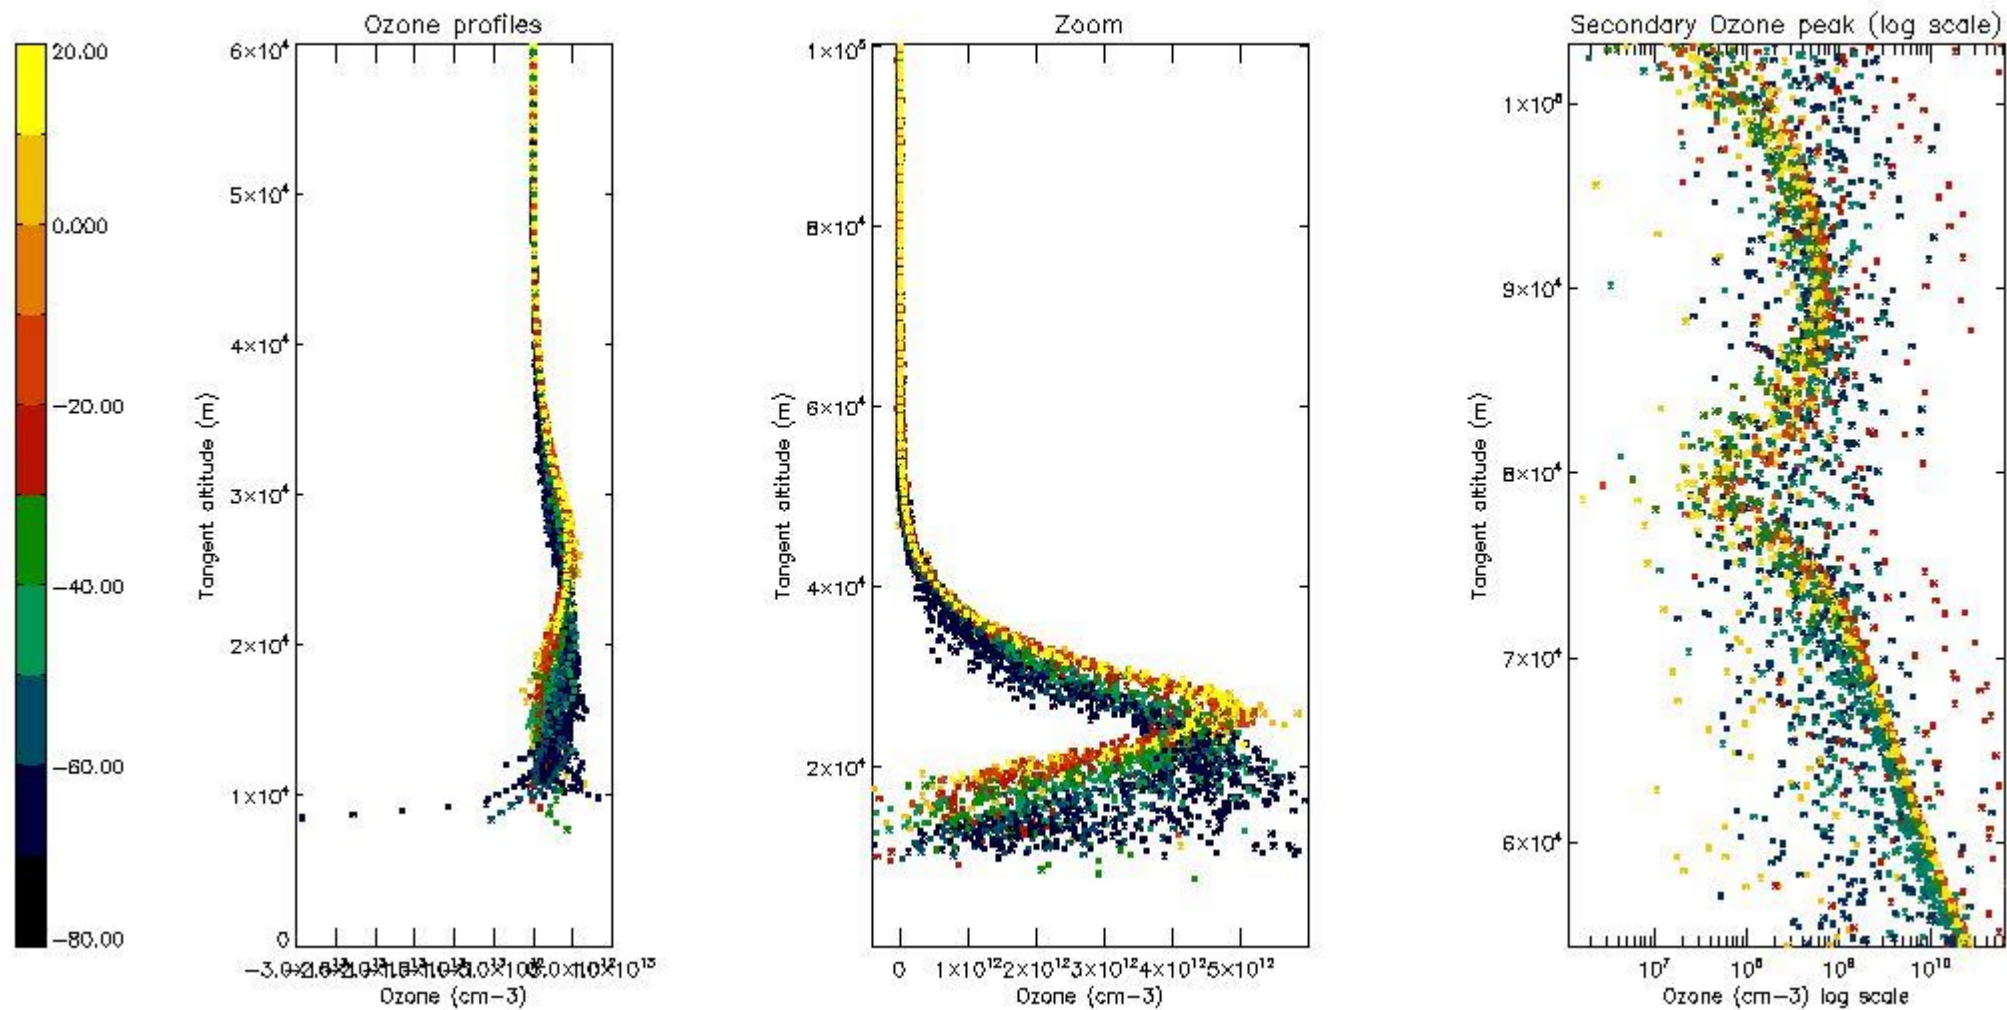 Ozone profiles
Zoom
Secondary Ozone peak (log scale)
20.00
0.000
−20.00
−40.00
−60.00
−80.00
6×10⁴
5×10⁴
4×10⁴
3×10⁴
2×10⁴
1×10⁴
0
Tangent altitude (m)
Ozone (cm−3)
1×10⁵
8×10⁴
6×10⁴
4×10⁴
2×10⁴
Tangent altitude (m)
0 1×10¹² 2×10¹² 3×10¹² 4×10¹² 5×10¹²
Ozone (cm−3)
9×10⁴
8×10⁴
7×10⁴
6×10⁴
Tangent altitude (m)
10⁷ 10⁸ 10⁹ 10¹⁰
Ozone (cm−3) log scale